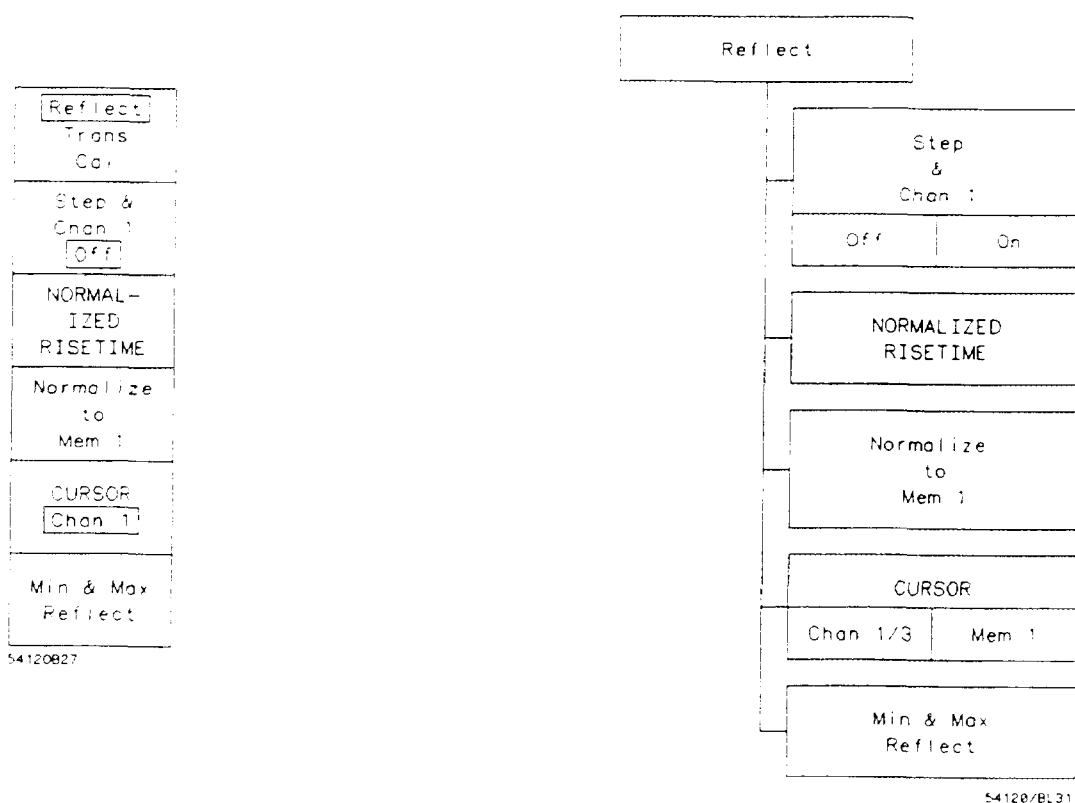 Reflect
Trans
Cal
Step &
Chan 1
Off
NORMAL-
IZED
RISETIME
Normalize
to
Mem 1
CURSOR
Chan 1
Min & Max
Reflect
54120B27
Reflect
Step
&
Chan 1
Off On
NORMALIZED
RISETIME
Normalize
to
Mem 1
CURSOR
Chan 1/3 Mem 1
Min & Max
Reflect
54120/BL31